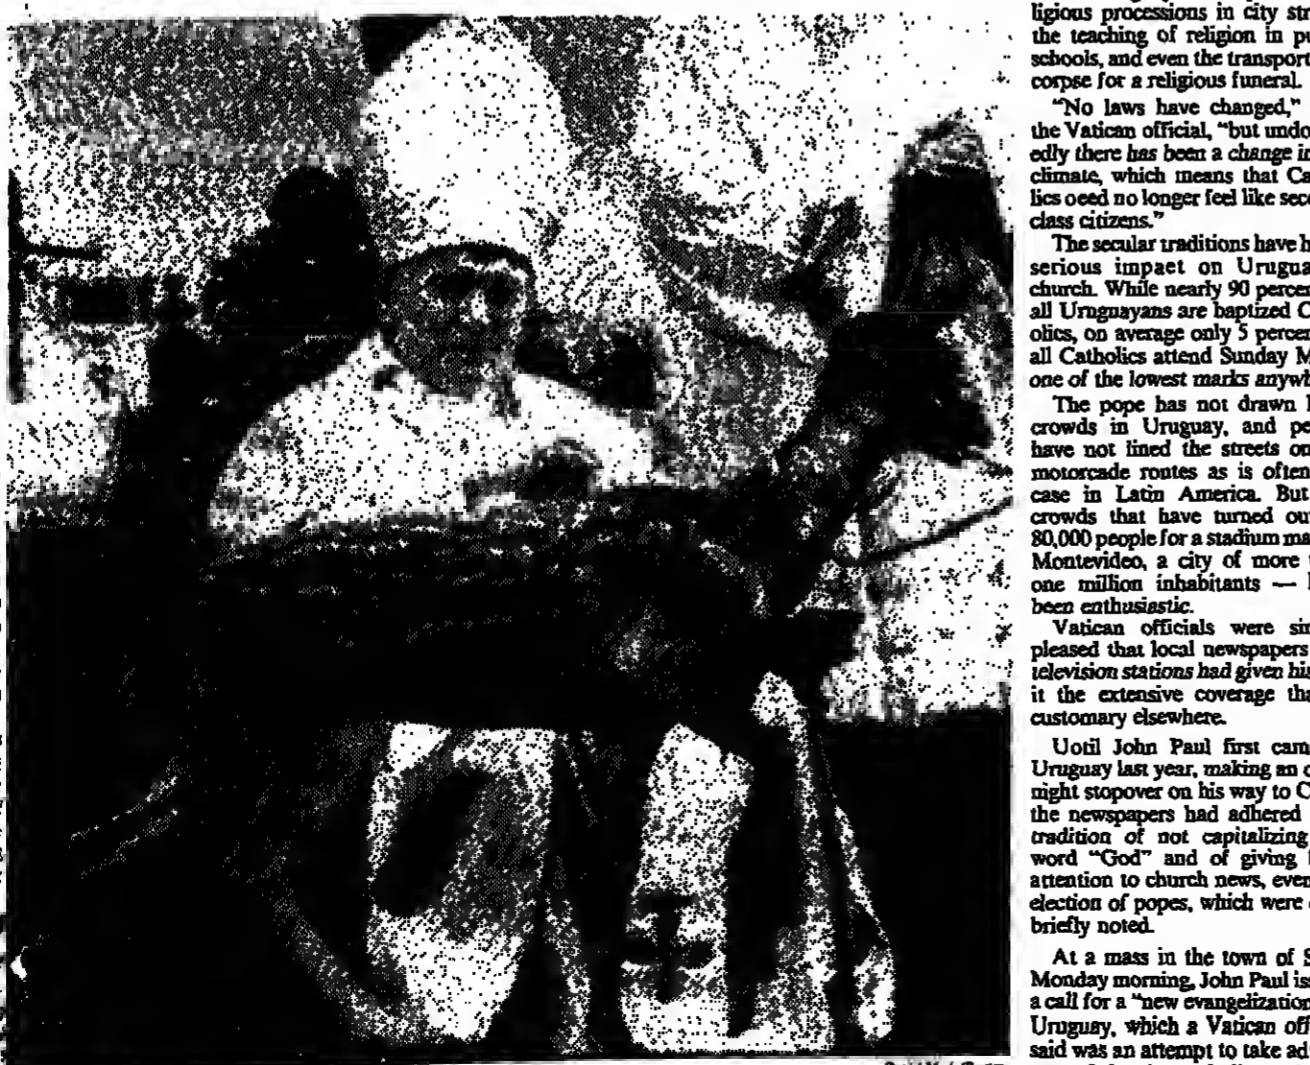 ligious processions in city str
the teaching of religion in pu
schools, and even the transport
corpse for a religious funeral.
"No laws have changed,"
the Vatican official, "but undo
edly there has been a change in
climate, which means that Ca
lics oeed no longer feel like seco
class citizens."
The secular traditions have h
serious impaet on Urugua
church. While nearly 90 percen
all Urugnayans are baptized C
olics, on average only 5 percen
all Catholics attend Sunday M
one of the lowest marks anywh
The pope has not drawn l
crowds in Uruguay, and pe
have not lined the streets on
motorcade routes as is often
case in Latin America. But
crowds that have turned ou
80,000 people for a stadium ma
Montevideo, a city of more
one million inhabitants —
been enthusiastic.
Vatican officials were sin
pleased that local newspapers
television stations had given his
it the extensive coverage tha
customary elsewhere.
Uotil John Paul first cam
Uruguay last year, making an o
night stopover on his way to C
the newspapers had adhered
tradition of not capitalizing
word "God" and of giving
attention to church news, even
election of popes, which were
briefly noted.
At a mass in the town of S
Monday morning, John Paul iss
a call for a "new evangelization
Uruguay, which a Vatican off
said was an attempt to take ad